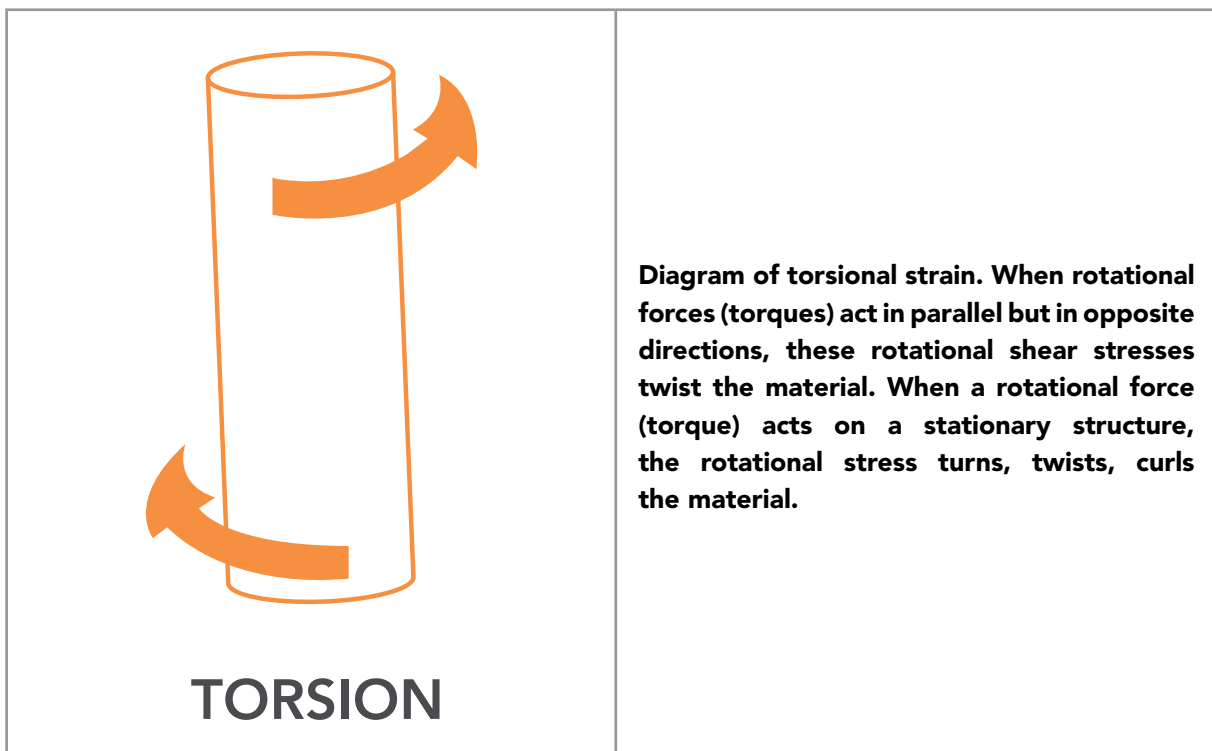 TORSION
Diagram of torsional strain. When rotational
forces (torques) act in parallel but in opposite
directions, these rotational shear stresses
twist the material. When a rotational force
(torque) acts on a stationary structure,
the rotational stress turns, twists, curls
the material.